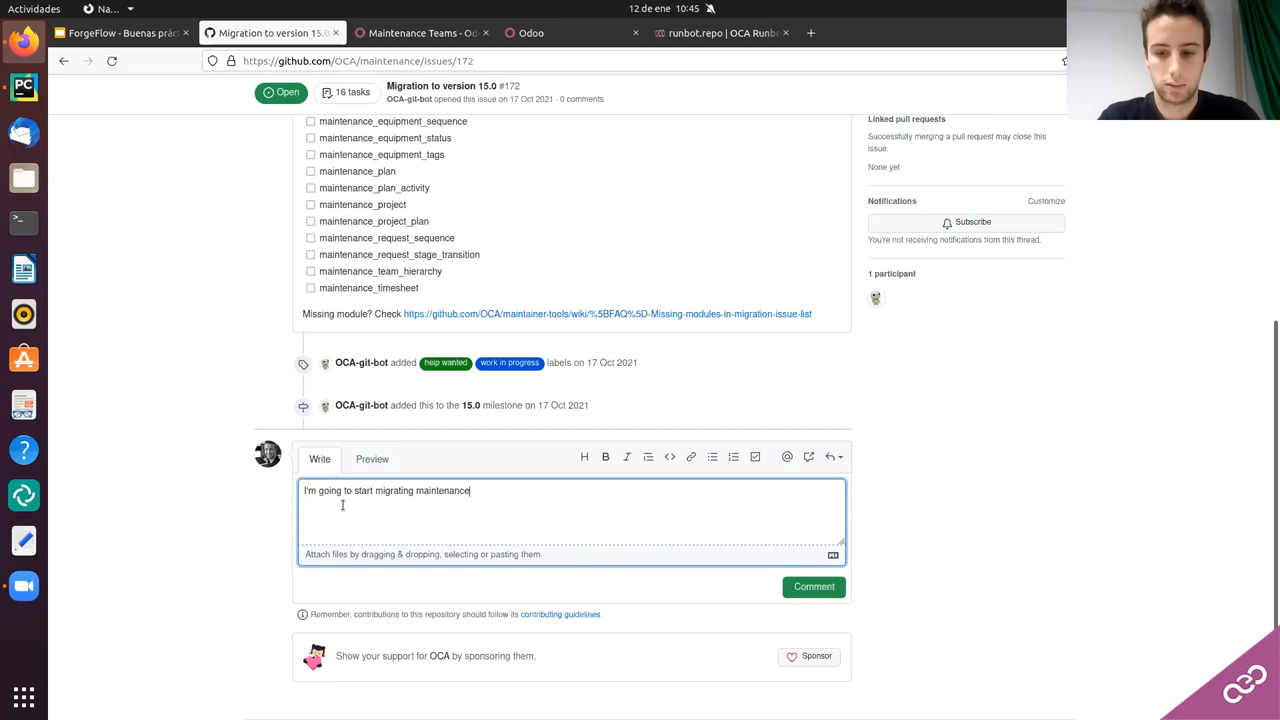 Actividades
Na...
12 de ene 10:45
ForgeFlow - Buenas prác
Migration to version 15.0
Maintenance Teams - Od
Odoo
runbot.repo | OCA Runbo
https://github.com/OCA/maintenance/issues/172
Open
16 tasks
Migration to version 15.0 #172
OCA-git-bot opened this issue on 17 Oct 2021 · 0 comments
maintenance_equipment_sequence
maintenance_equipment_status
maintenance_equipment_tags
maintenance_plan
maintenance_plan_activity
maintenance_project
maintenance_project_plan
maintenance_request_sequence
maintenance_request_stage_transition
maintenance_team_hierarchy
maintenance_timesheet
Missing module? Check https://github.com/OCA/maintainer-tools/wiki/%5BFAQ%5D-Missing-modules-in-migration-issue-list
Linked pull requests
Successfully merging a pull request may close this
issue.
None yet
Notifications
Customize
Subscribe
You're not receiving notifications from this thread.
1 participant
OCA-git-bot added help wanted work in progress labels on 17 Oct 2021
OCA-git-bot added this to the 15.0 milestone on 17 Oct 2021
Write
Preview
I'm going to start migrating maintenance
Attach files by dragging & dropping, selecting or pasting them.
Comment
Remember, contributions to this repository should follow its contributing guidelines.
Show your support for OCA by sponsoring them.
Sponsor